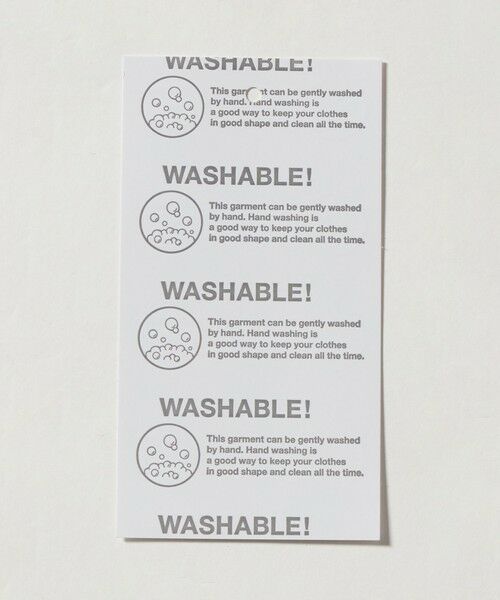 WASHABLE!
This garment can be gently washed
by hand. Hand washing is
a good way to keep your clothes
in good shape and clean all the time.
WASHABLE!
This garment can be gently washed
by hand. Hand washing is
a good way to keep your clothes
in good shape and clean all the time.
WASHABLE!
This garment can be gently washed
by hand. Hand washing is
a good way to keep your clothes
in good shape and clean all the time.
WASHABLE!
This garment can be gently washed
by hand. Hand washing is
a good way to keep your clothes
in good shape and clean all the time.
WASHABLE!